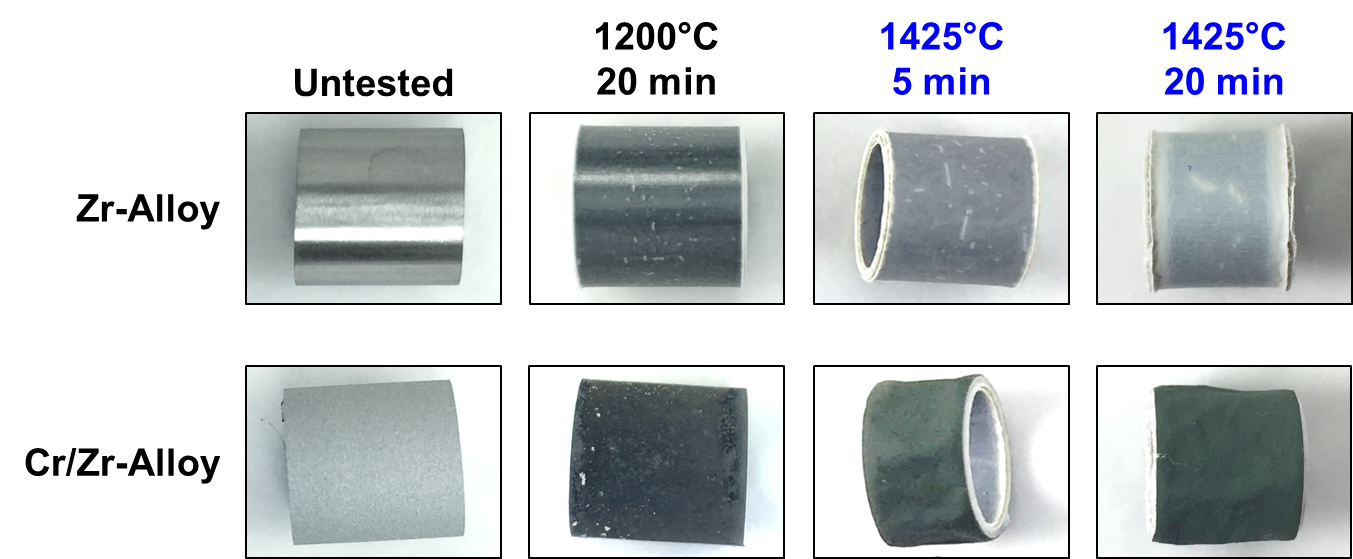 Untested
1200°C
20 min
1425°C
5 min
1425°C
20 min
Zr-Alloy
Cr/Zr-Alloy